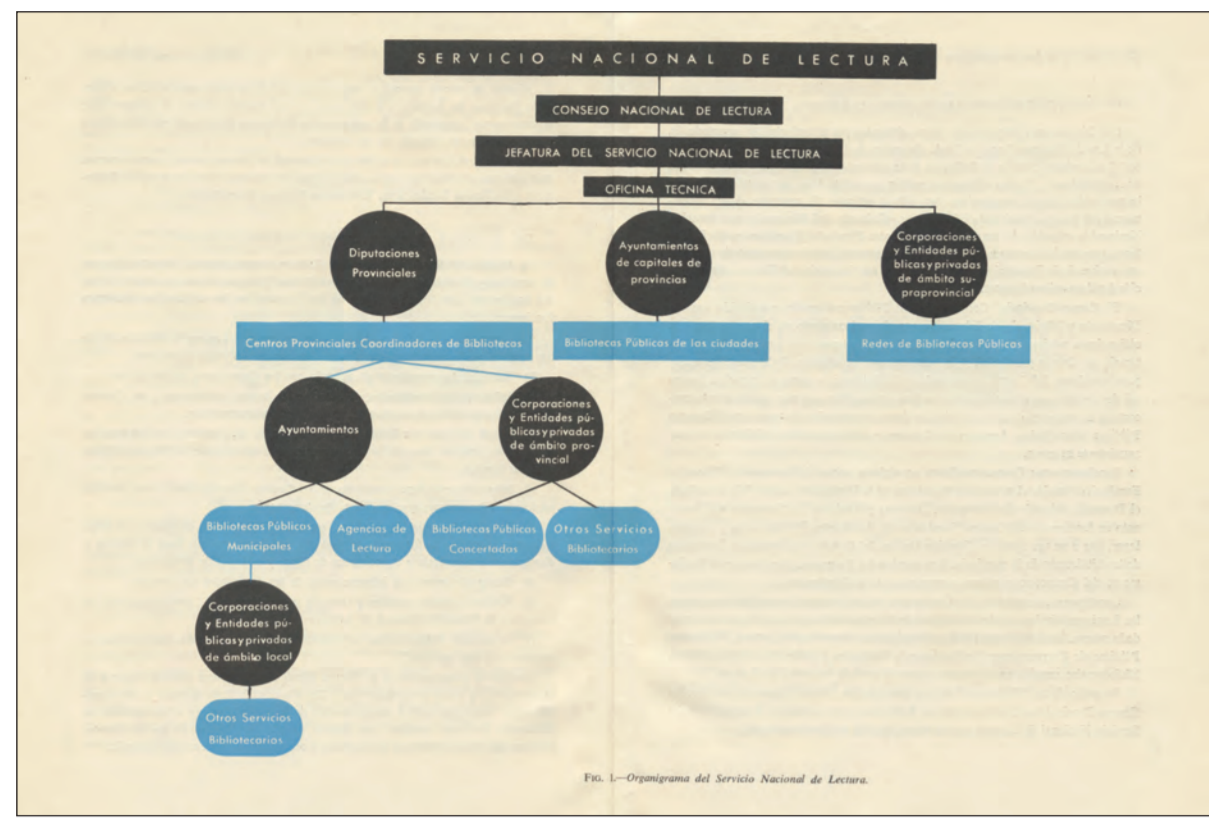 SERVICIO NACIONAL DE LECTURA
CONSEJO NACIONAL DE LECTURA
JEFATURA DEL SERVICIO NACIONAL DE LECTURA
OFICINA TECNICA
Diputaciones
Provinciales
Ayuntamientos
de capitales de
provincias
Corporaciones
y Entidades pú-
blicas y privadas
de ámbito su-
praprovincial
Centros Provinciales Coordinadores de Bibliotecas
Bibliotecas Públicas de las ciudades
Redes de Bibliotecas Públicas
Ayuntamientos
Corporaciones
y Entidades pú-
blicas y privadas
de ámbito pro-
vincial
Bibliotecas Públicas
Municipales
Agencias de
Lectura
Bibliotecas Públicas
Concertadas
Otros Servicios
Bibliotecarios
Corporaciones
y Entidades pú-
blicas y privadas
de ámbito local
Otros Servicios
Bibliotecarios
FIG. 1.—Organigrama del Servicio Nacional de Lectura.